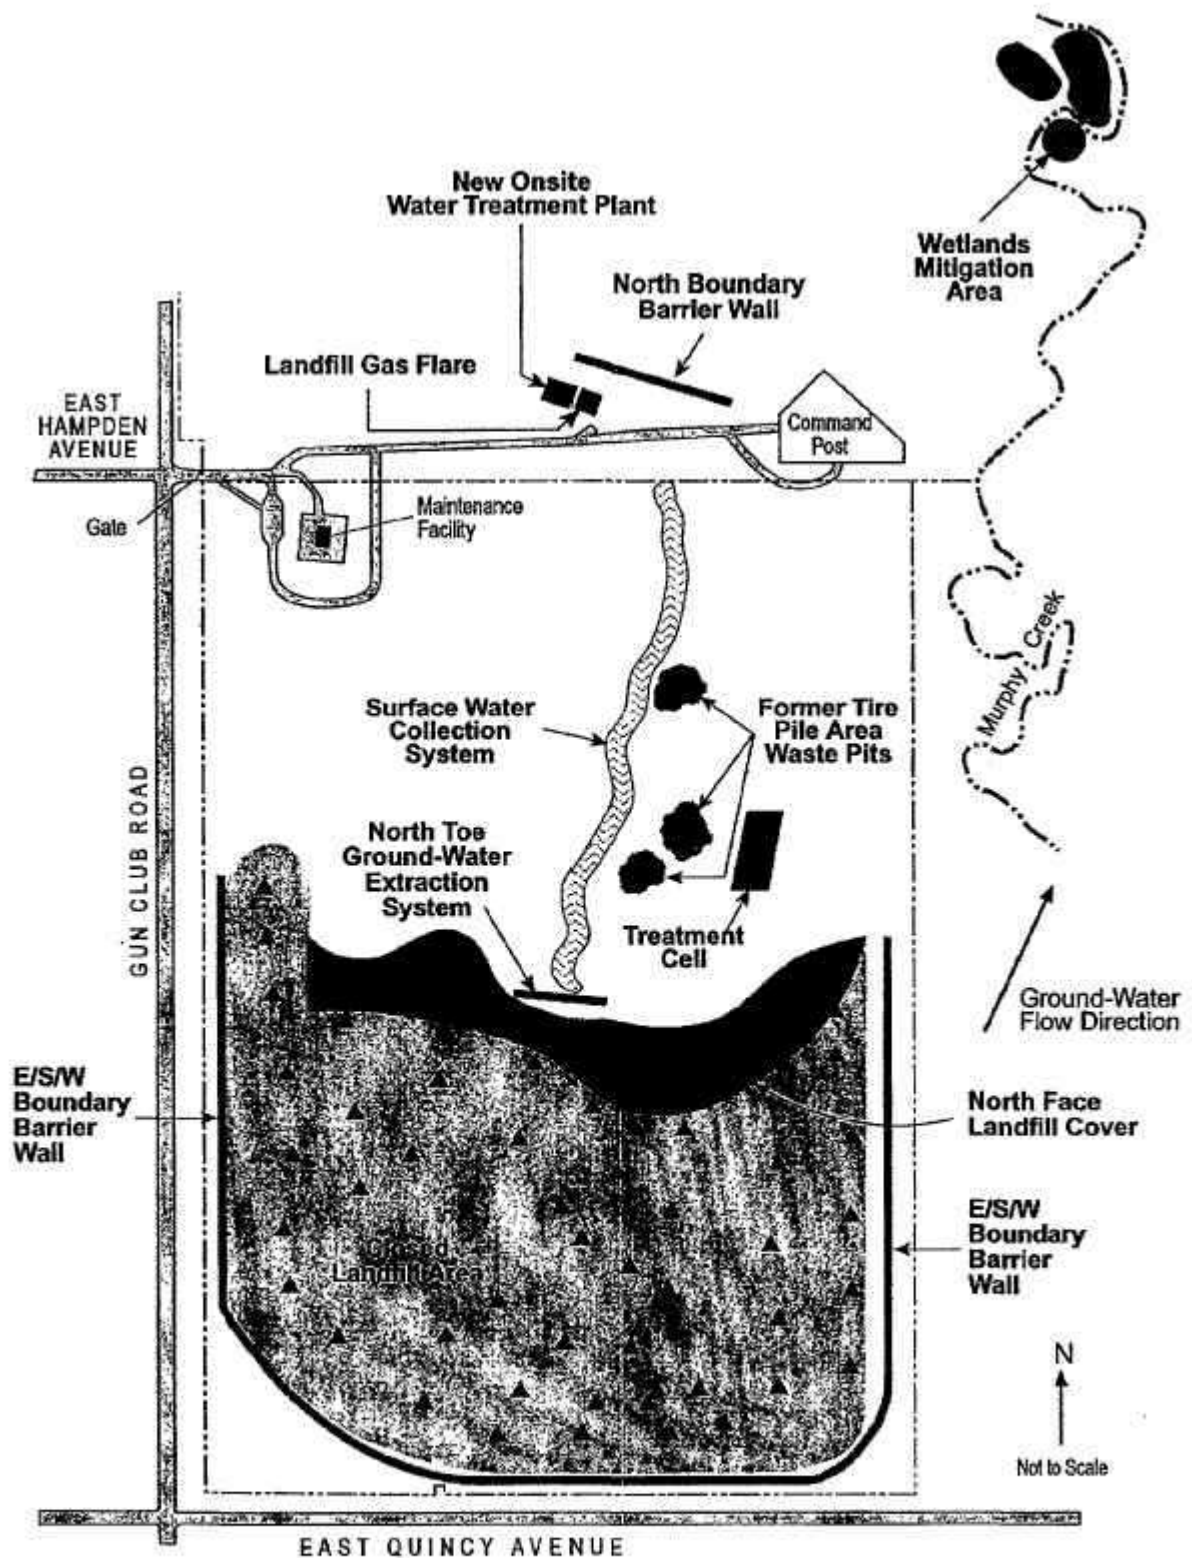 New Onsite
Water Treatment Plant
Wetlands
Mitigation
Area
North Boundary
Barrier Wall
Landfill Gas Flare
EAST
HAMPDEN
AVENUE
Command
Post
Gate
Maintenance
Facility
Murphy Creek
Surface Water
Collection
System
Former Tire
Pile Area
Waste Pits
GUN CLUB ROAD
North Toe
Ground-Water
Extraction
System
Treatment
Cell
Ground-Water
Flow Direction
E/S/W
Boundary
Barrier
Wall
North Face
Landfill Cover
E/S/W
Boundary
Barrier
Wall
Closed
Landfill Area
N
Not to Scale
EAST QUINCY AVENUE